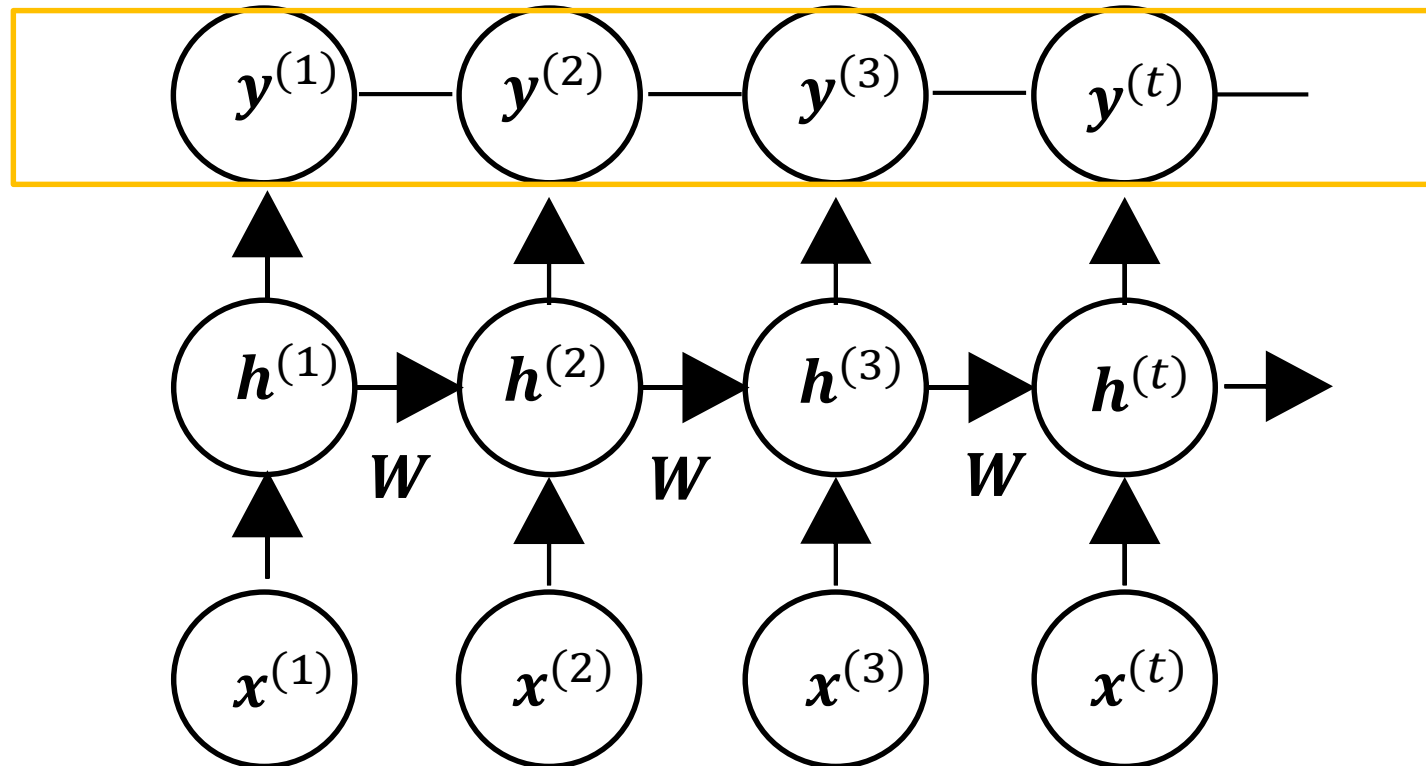 y^(1) y^(2) y^(3) y^(t)
h^(1) h^(2) h^(3) h^(t)
W W W
x^(1) x^(2) x^(3) x^(t)